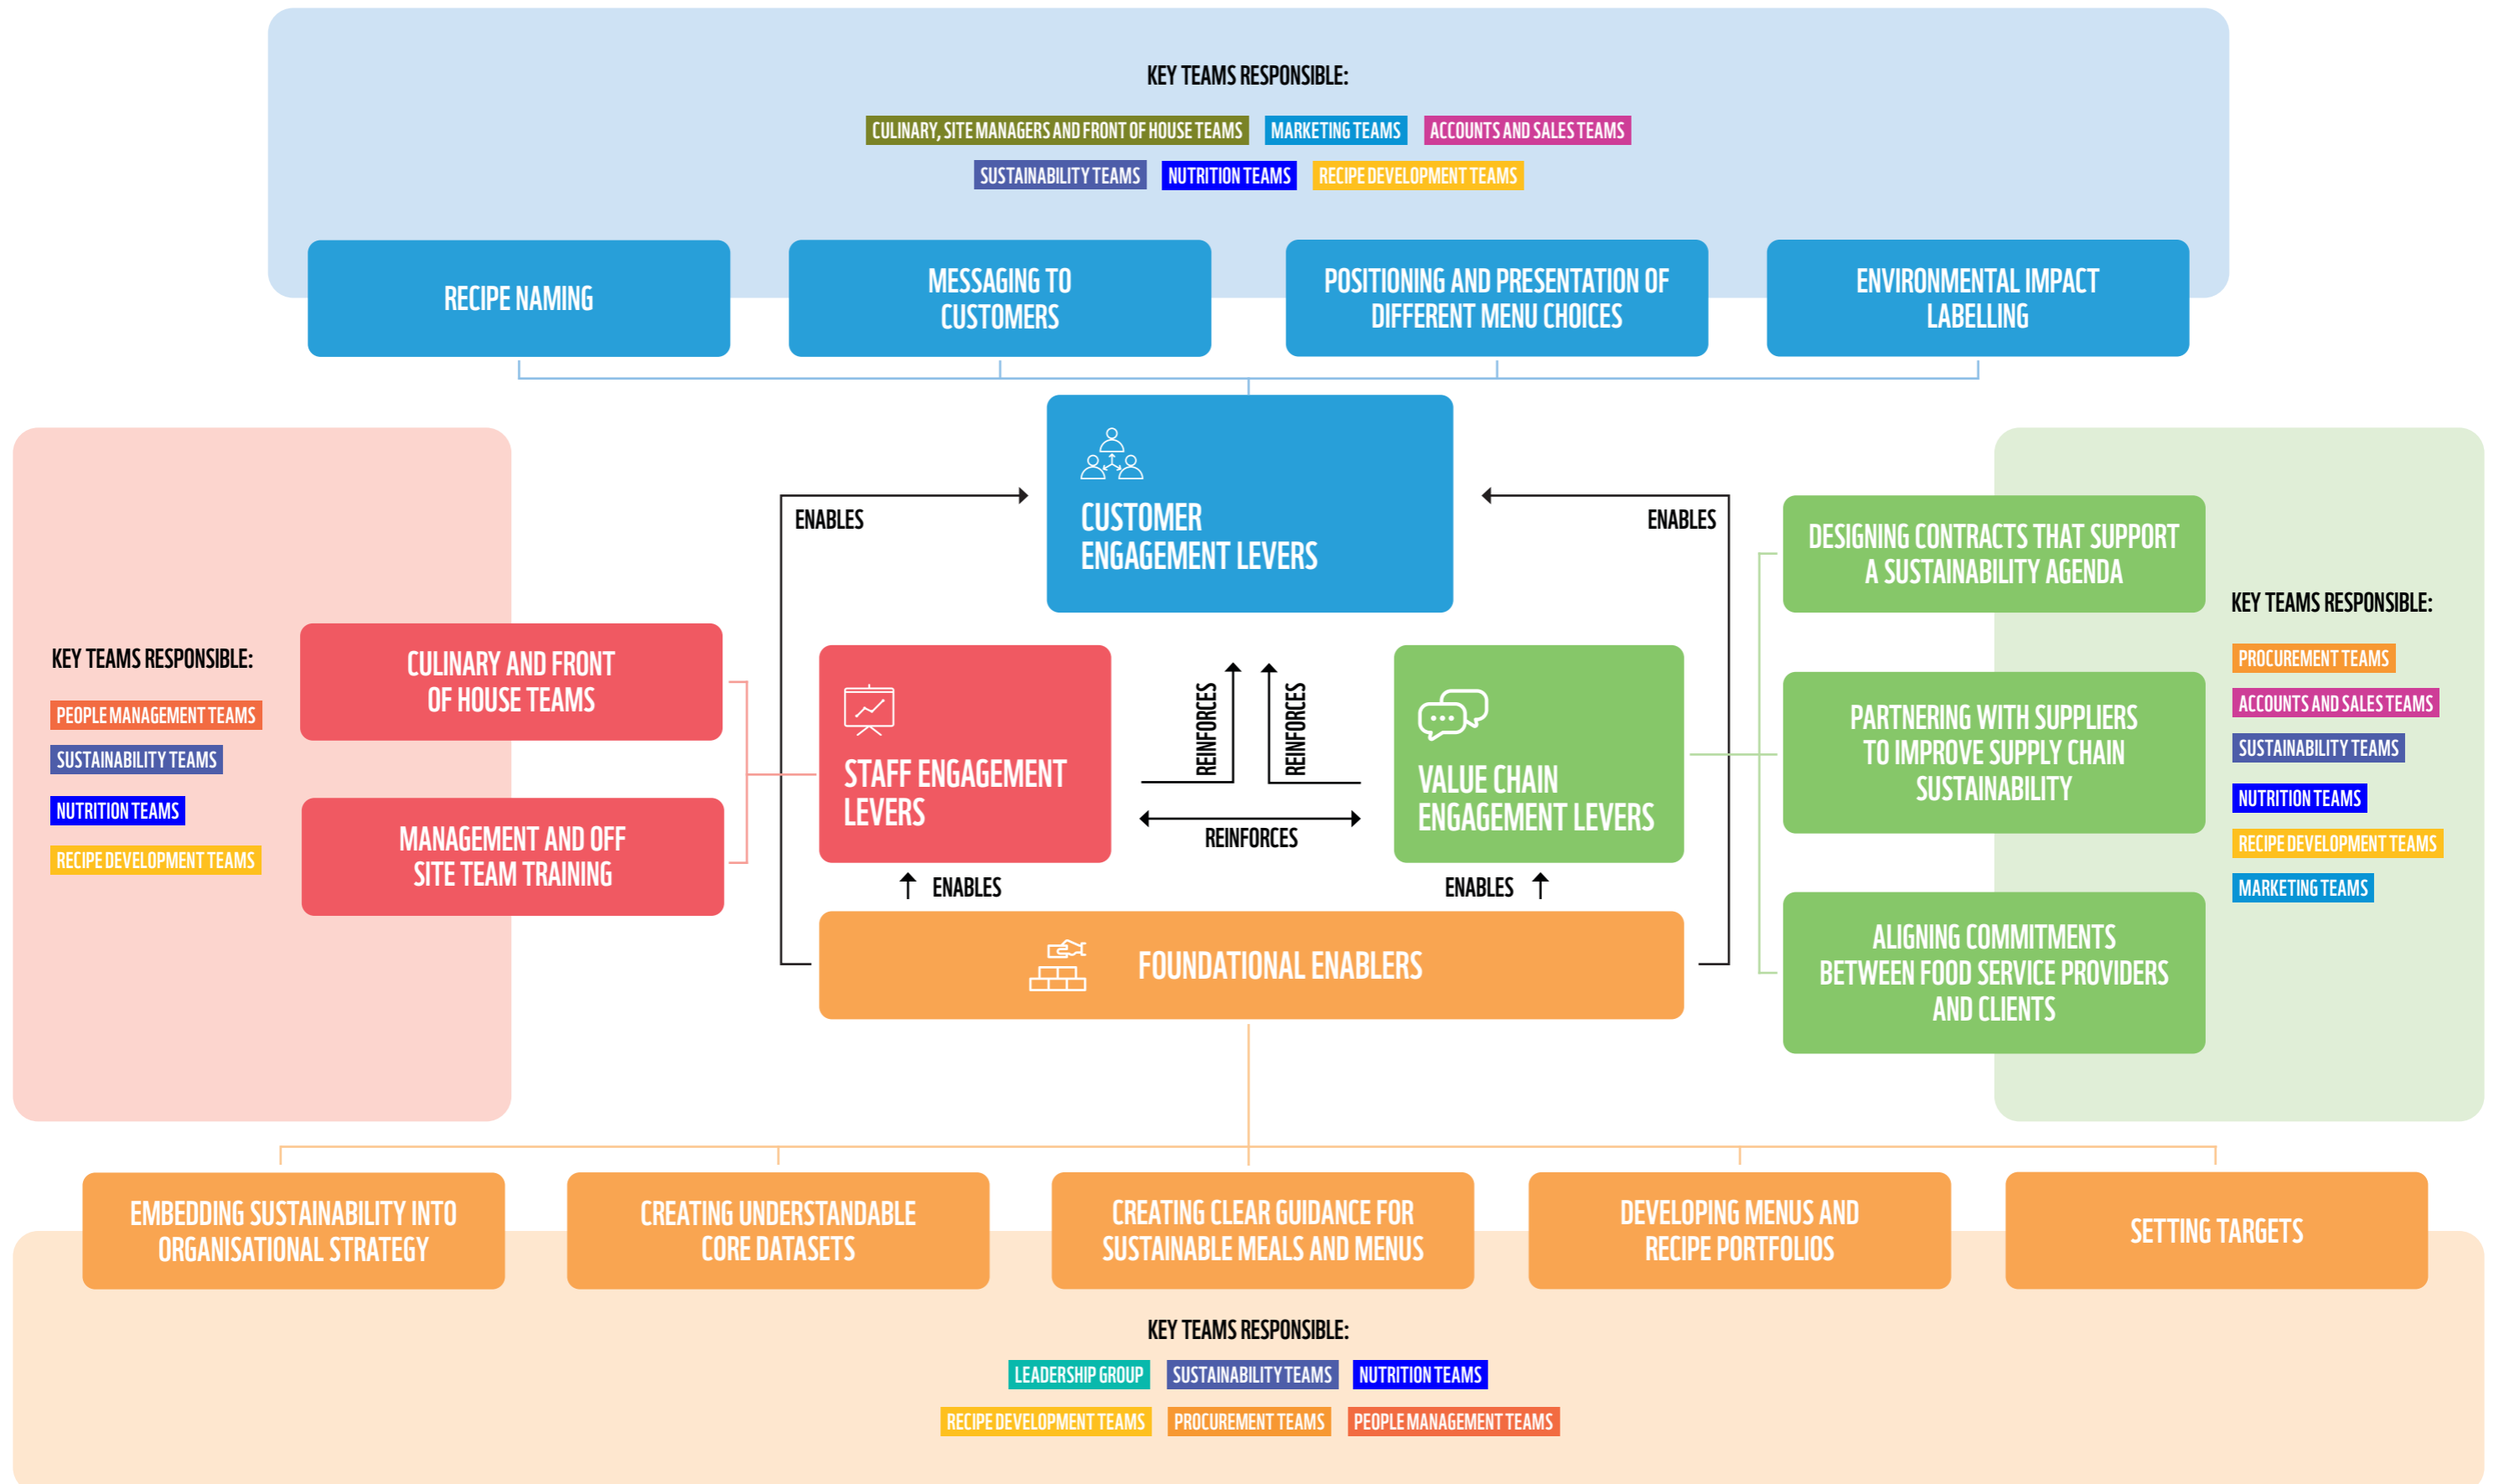 KEY TEAMS RESPONSIBLE:
CULINARY, SITE MANAGERS AND FRONT OF HOUSE TEAMS
MARKETING TEAMS
ACCOUNTS AND SALES TEAMS
SUSTAINABILITY TEAMS
NUTRITION TEAMS
RECIPE DEVELOPMENT TEAMS
RECIPE NAMING
MESSAGING TO
CUSTOMERS
POSITIONING AND PRESENTATION OF
DIFFERENT MENU CHOICES
ENVIRONMENTAL IMPACT
LABELLING
CUSTOMER
ENGAGEMENT LEVERS
ENABLES
ENABLES
KEY TEAMS RESPONSIBLE:
PEOPLE MANAGEMENT TEAMS
SUSTAINABILITY TEAMS
NUTRITION TEAMS
RECIPE DEVELOPMENT TEAMS
CULINARY AND FRONT
OF HOUSE TEAMS
MANAGEMENT AND OFF
SITE TEAM TRAINING
STAFF ENGAGEMENT
LEVERS
REINFORCES
REINFORCES
REINFORCES
VALUE CHAIN
ENGAGEMENT LEVERS
DESIGNING CONTRACTS THAT SUPPORT
A SUSTAINABILITY AGENDA
PARTNERING WITH SUPPLIERS
TO IMPROVE SUPPLY CHAIN
SUSTAINABILITY
ALIGNING COMMITMENTS
BETWEEN FOOD SERVICE PROVIDERS
AND CLIENTS
KEY TEAMS RESPONSIBLE:
PROCUREMENT TEAMS
ACCOUNTS AND SALES TEAMS
SUSTAINABILITY TEAMS
NUTRITION TEAMS
RECIPE DEVELOPMENT TEAMS
MARKETING TEAMS
ENABLES
ENABLES
FOUNDATIONAL ENABLERS
EMBEDDING SUSTAINABILITY INTO
ORGANISATIONAL STRATEGY
CREATING UNDERSTANDABLE
CORE DATASETS
CREATING CLEAR GUIDANCE FOR
SUSTAINABLE MEALS AND MENUS
DEVELOPING MENUS AND
RECIPE PORTFOLIOS
SETTING TARGETS
KEY TEAMS RESPONSIBLE:
LEADERSHIP GROUP
SUSTAINABILITY TEAMS
NUTRITION TEAMS
RECIPE DEVELOPMENT TEAMS
PROCUREMENT TEAMS
PEOPLE MANAGEMENT TEAMS